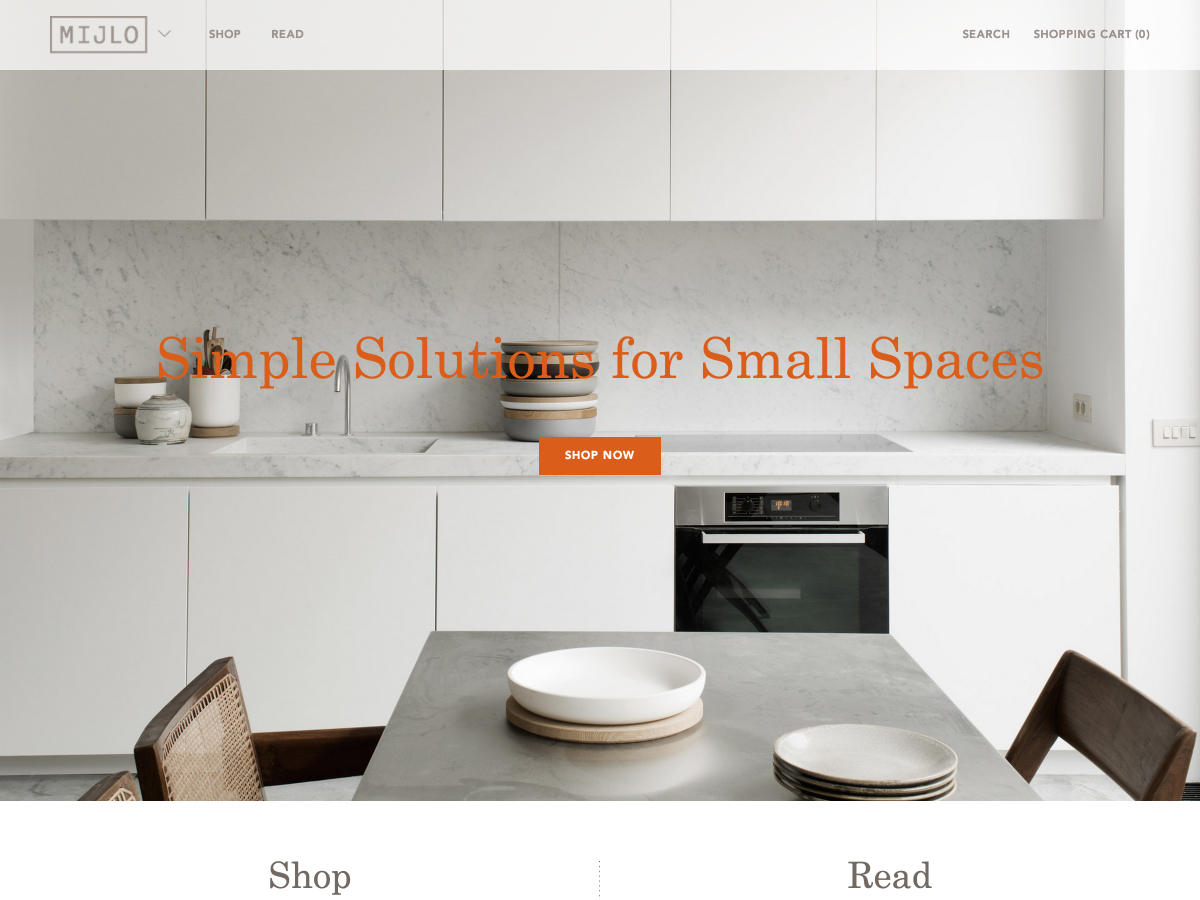 MIJLO
SHOP
READ
SEARCH
SHOPPING CART (0)
Simple Solutions for Small Spaces
SHOP NOW
Shop
Read